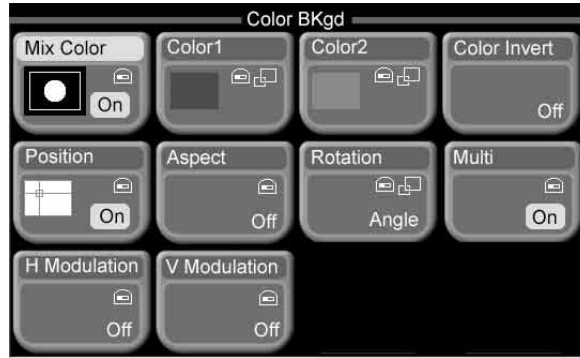 Color BKgd
Mix Color
On
Color1
Color2
Color Invert
Off
Position
On
Aspect
Off
Rotation
Angle
Multi
On
H Modulation
Off
V Modulation
Off